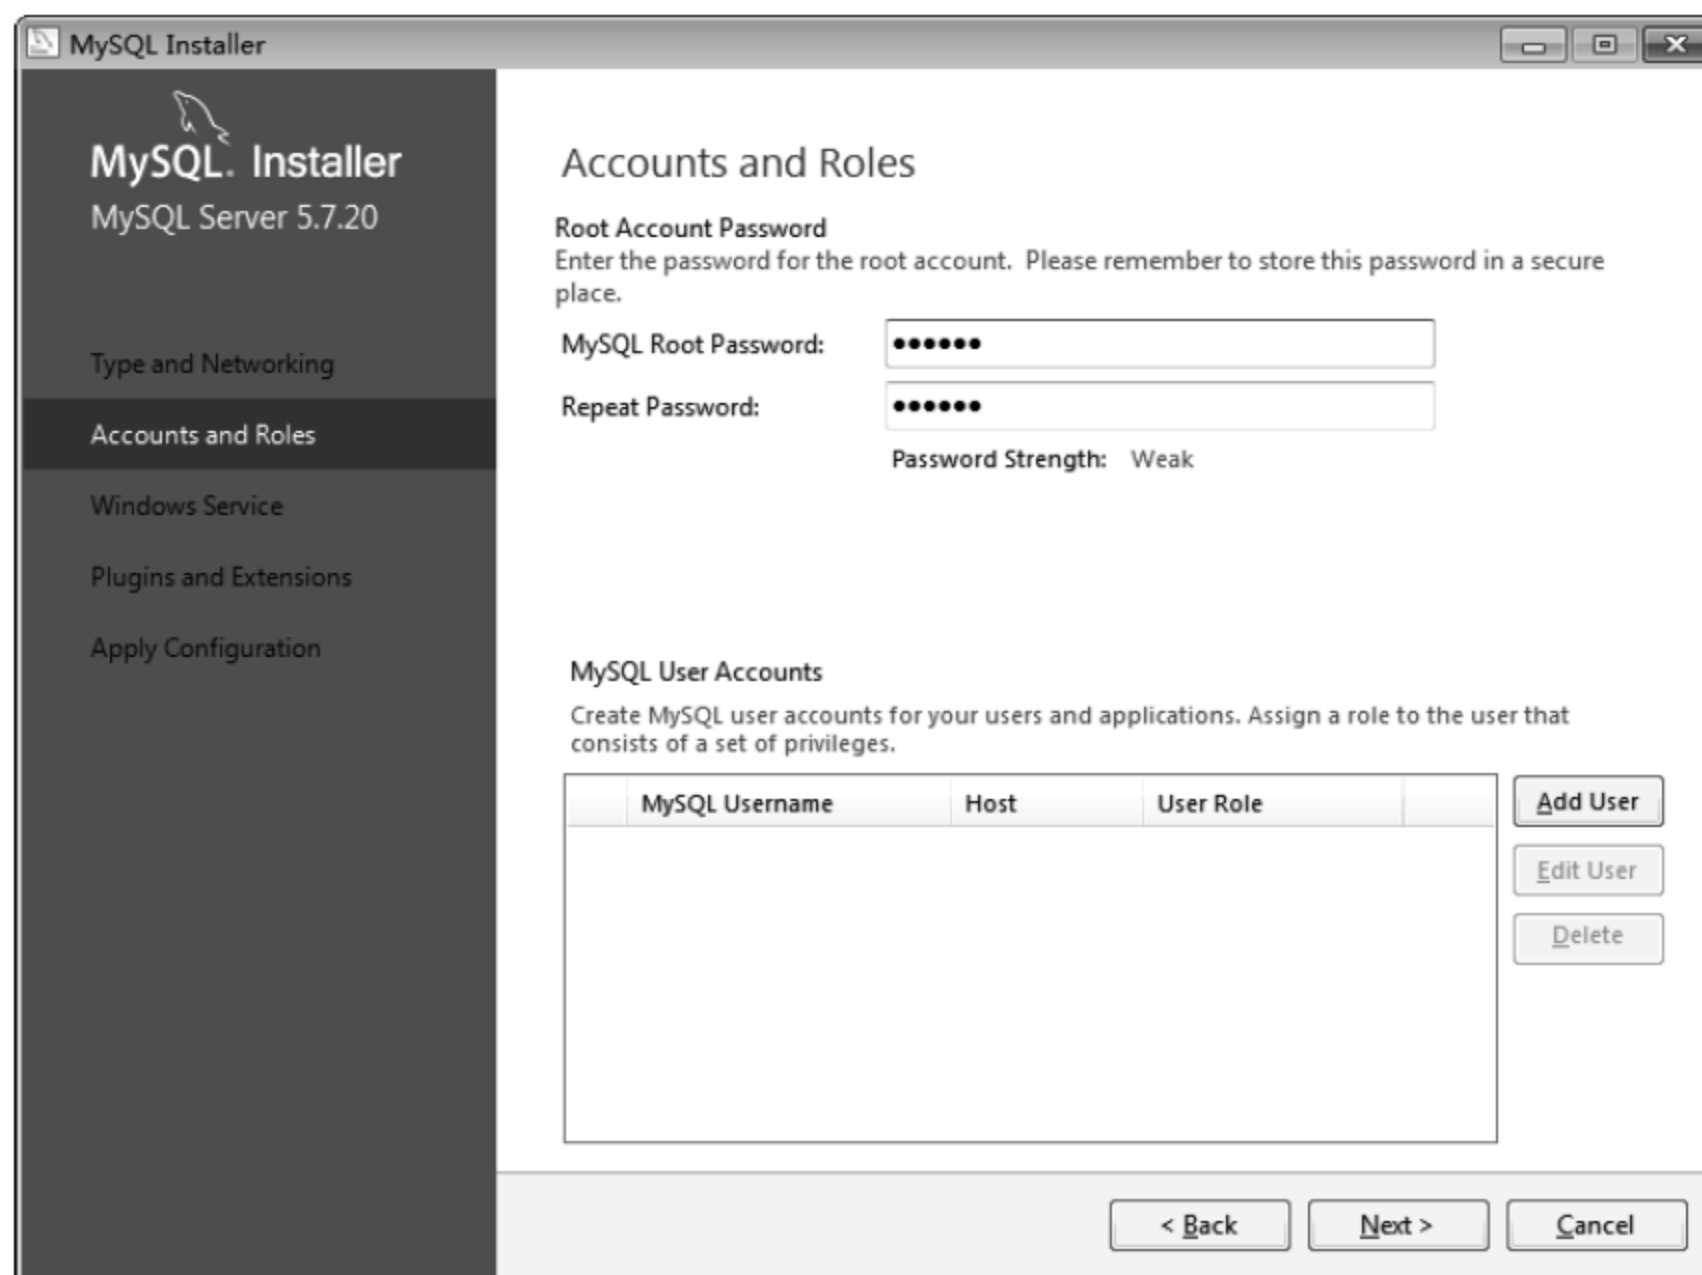 MySQL Installer
MySQL. Installer
MySQL Server 5.7.20
Type and Networking
Accounts and Roles
Windows Service
Plugins and Extensions
Apply Configuration
Accounts and Roles
Root Account Password
Enter the password for the root account.  Please remember to store this password in a secure
place.
MySQL Root Password: ●●●●●●
Repeat Password: ●●●●●●
Password Strength: Weak
MySQL User Accounts
Create MySQL user accounts for your users and applications. Assign a role to the user that
consists of a set of privileges.
MySQL Username Host User Role
Add User
Edit User
Delete
< Back Next > Cancel